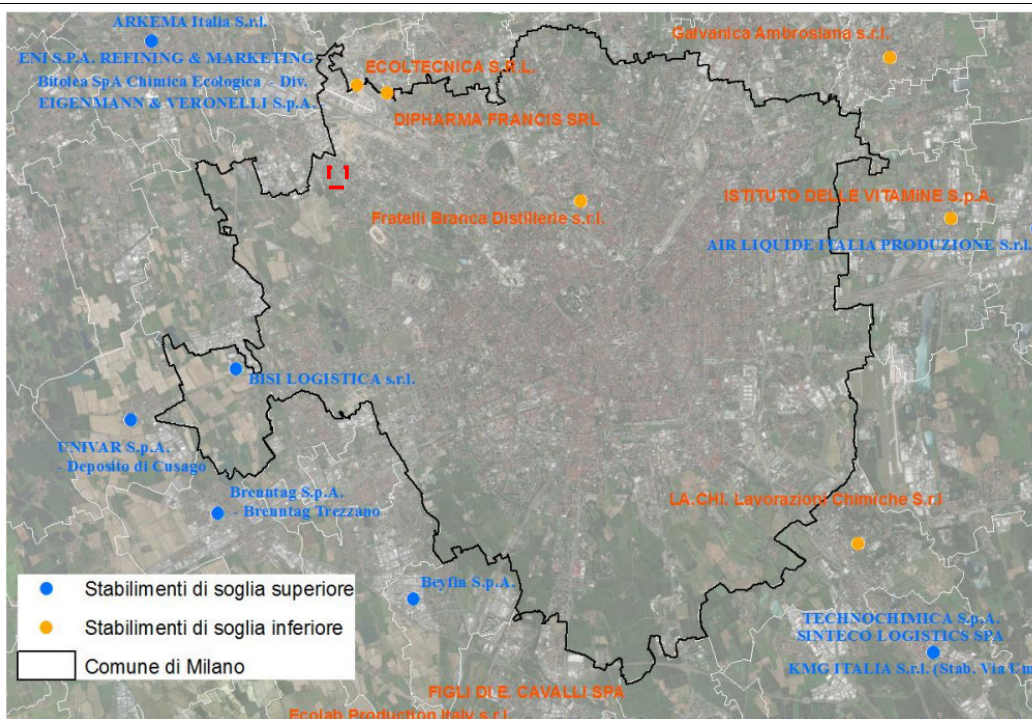 ARKEMA Italia S.r.l.
ENI S.P.A. REFINING & MARKETING
Bitolea SpA Chimica Ecologica - Div.
EIGENMANN & VERONELLI S.p.A.
ECOLTECNICA S.R.L.
DIPHARMA FRANCIS SRL
Galvanica Ambrosiana s.r.l.
Fratelli Branca Distillerie s.r.l.
ISTITUTO DELLE VITAMINE S.p.A.
AIR LIQUIDE ITALIA PRODUZIONE S.r.l.
BISI LOGISTICA s.r.l.
UNIVAR S.p.A.
- Deposito di Cusago
Brenntag S.p.A.
- Brenntag Trezzano
LA.CHI. Lavorazioni Chimiche S.r.l
Beyfin S.p.A.
TECHNOCHIMICA S.p.A.
SINTECO LOGISTICS SPA
KMG ITALIA S.r.l. (Stab. Via Um
FIGLI DI E. CAVALLI SPA
Ecolab Production Italy s.r.l.
Stabilimenti di soglia superiore
Stabilimenti di soglia inferiore
Comune di Milano